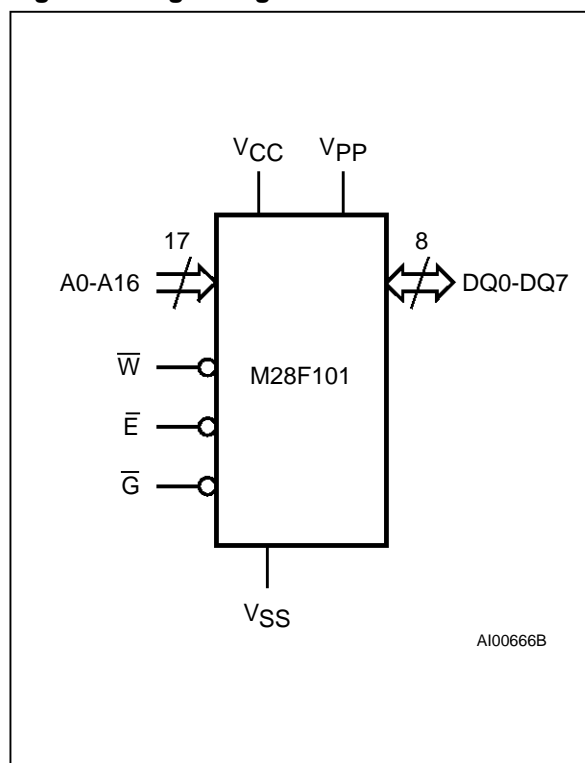 VCC VPP
17 8
A0-A16 DQ0-DQ7
W̅
M28F101
E̅
G̅
VSS
AI00666B